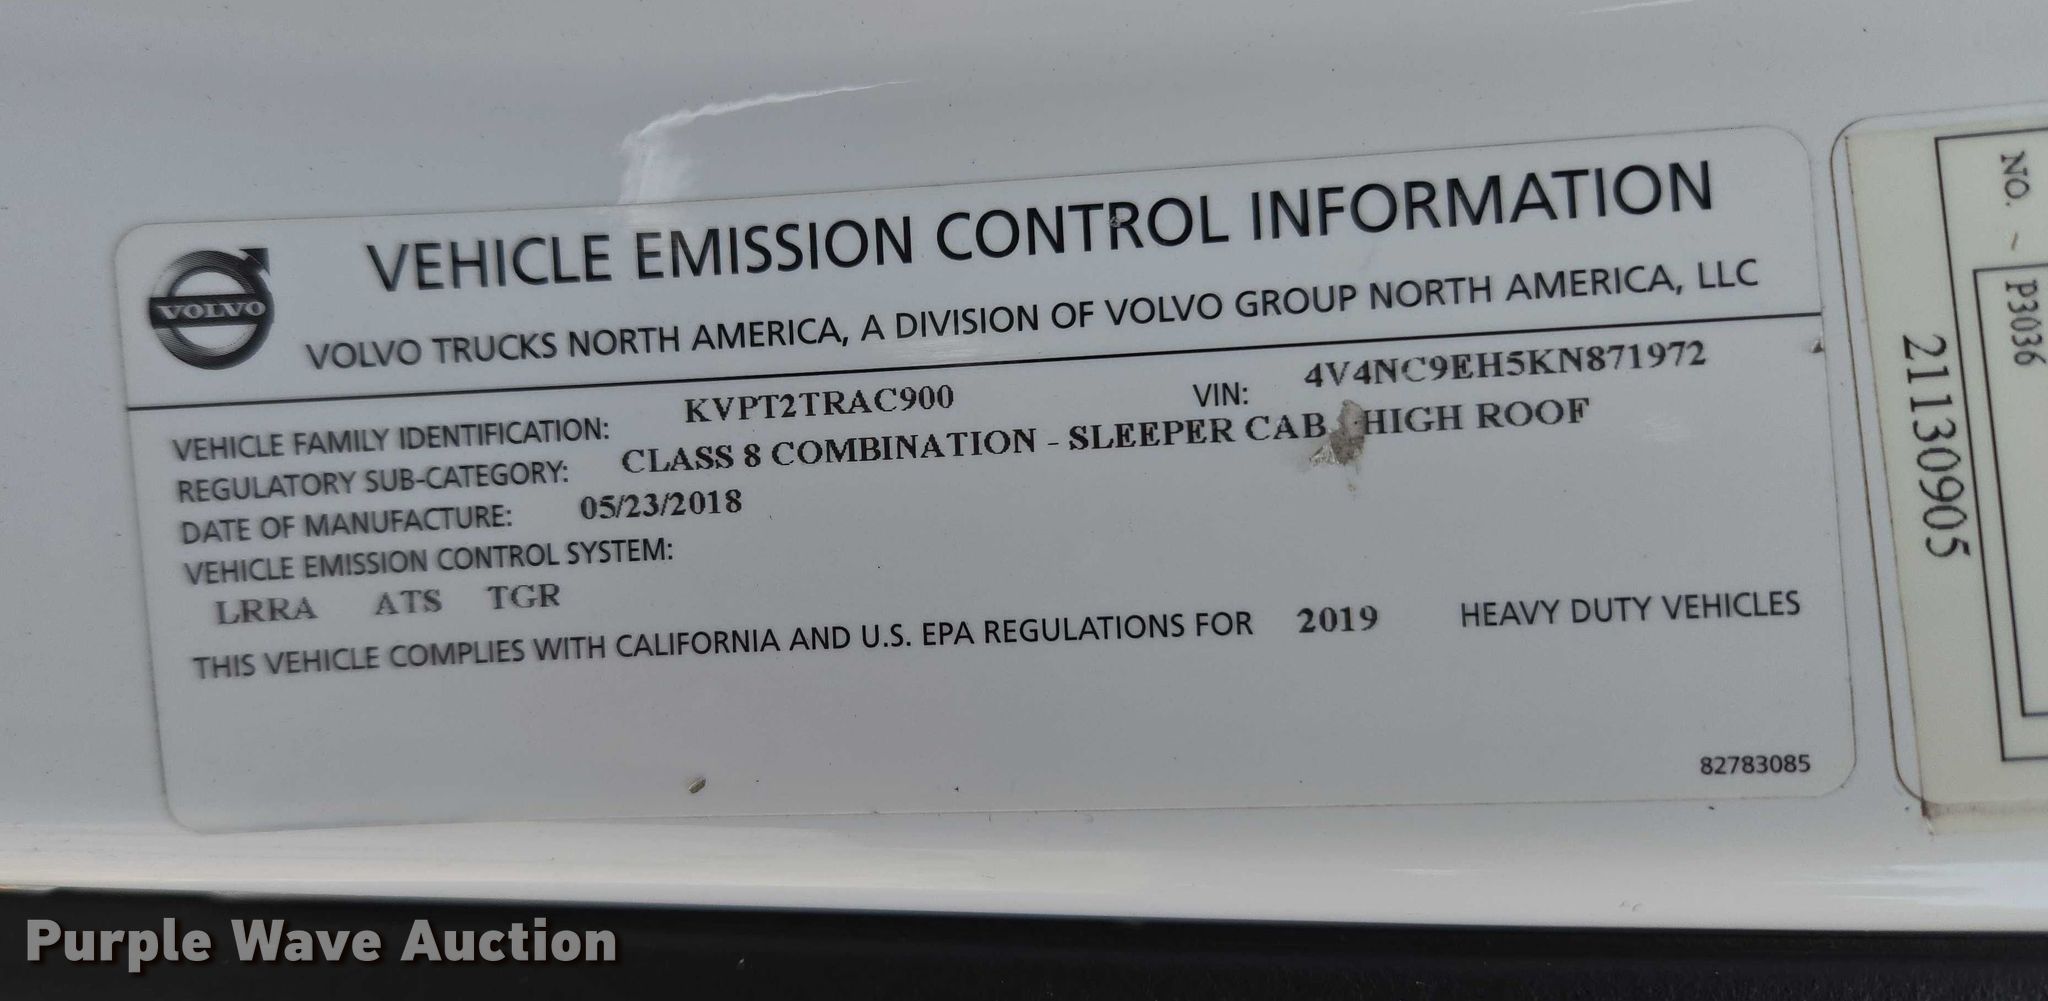 VOLVO
VEHICLE EMISSION CONTROL INFORMATION
VOLVO TRUCKS NORTH AMERICA, A DIVISION OF VOLVO GROUP NORTH AMERICA, LLC
VEHICLE FAMILY IDENTIFICATION: KVPT2TRAC900 VIN: 4V4NC9EH5KN871972
REGULATORY SUB-CATEGORY: CLASS 8 COMBINATION - SLEEPER CAB HIGH ROOF
DATE OF MANUFACTURE: 05/23/2018
VEHICLE EMISSION CONTROL SYSTEM:
LRRA ATS TGR
THIS VEHICLE COMPLIES WITH CALIFORNIA AND U.S. EPA REGULATIONS FOR 2019 HEAVY DUTY VEHICLES
82783085
NO. ~ P3036
21130905
Purple Wave Auction